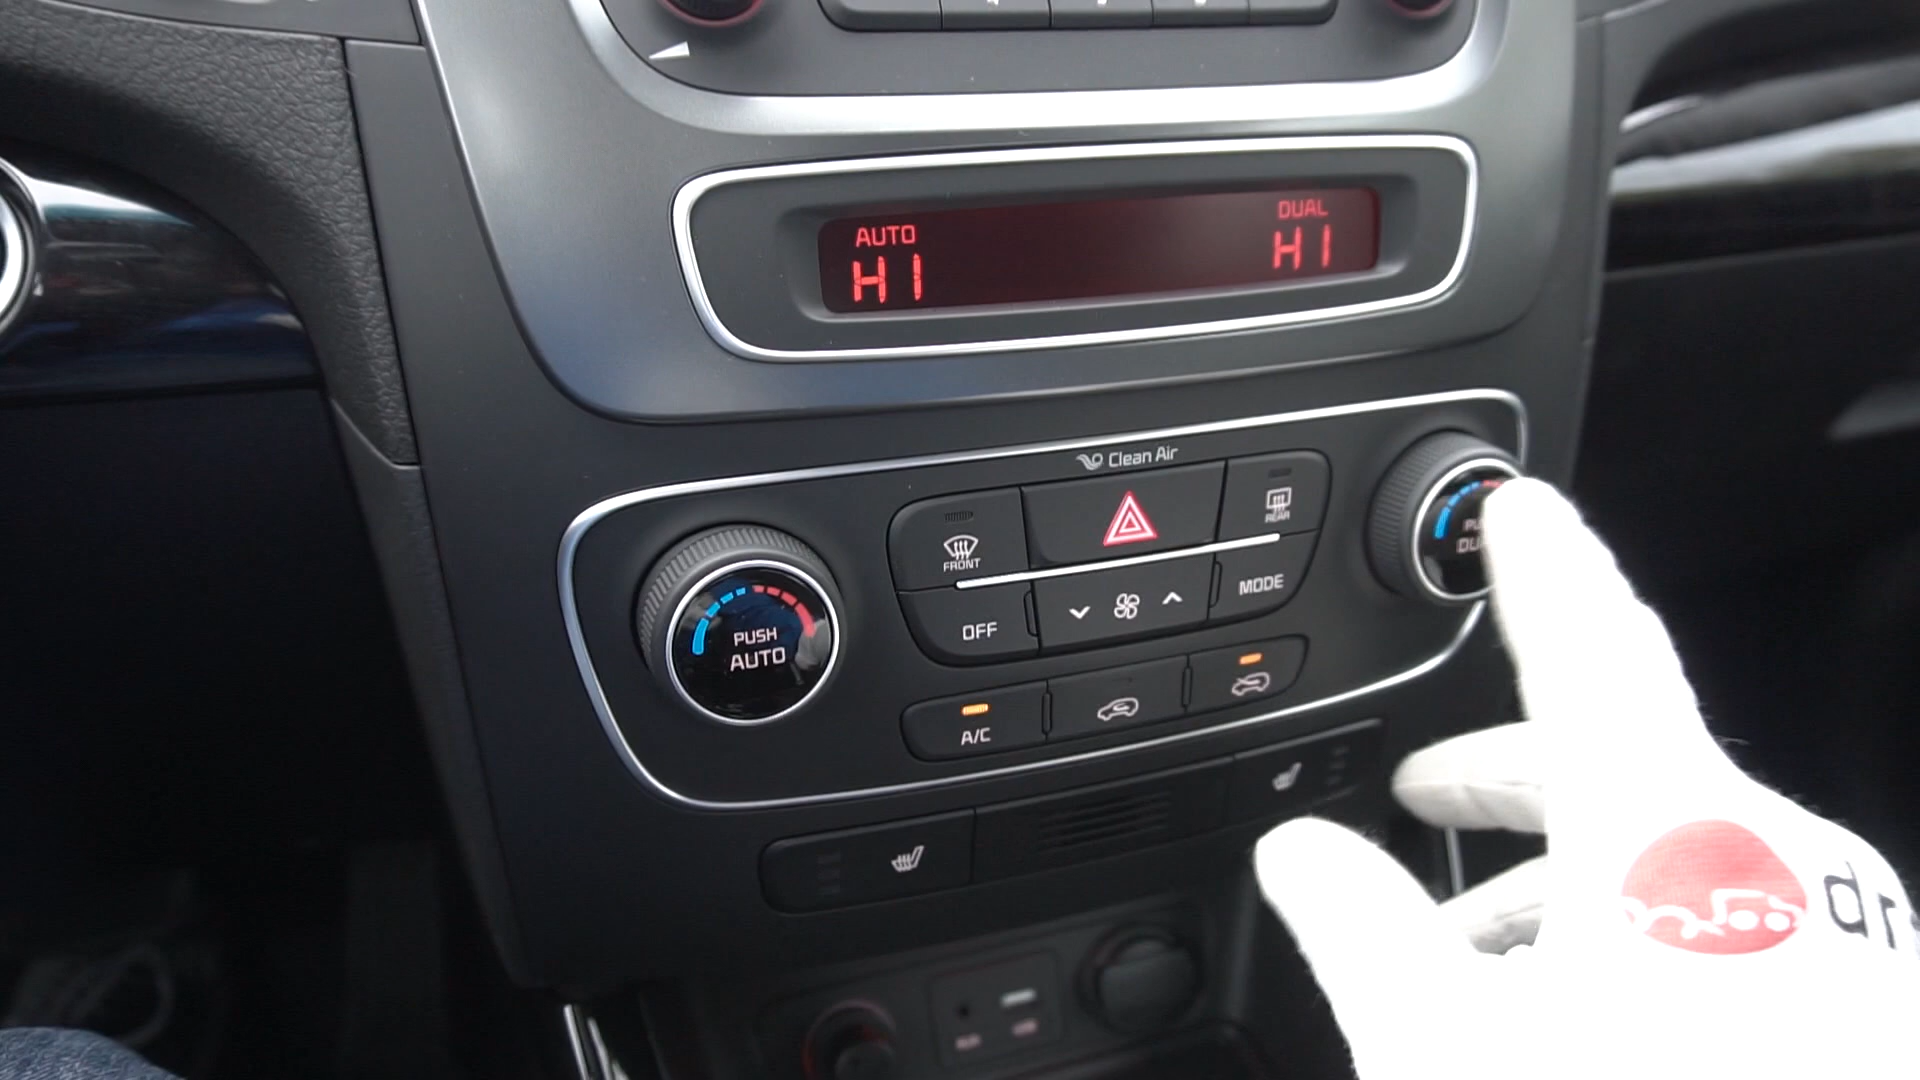 AUTO
HI
DUAL
HI
Clean Air
FRONT
REAR
OFF
MODE
PUSH
AUTO
A/C